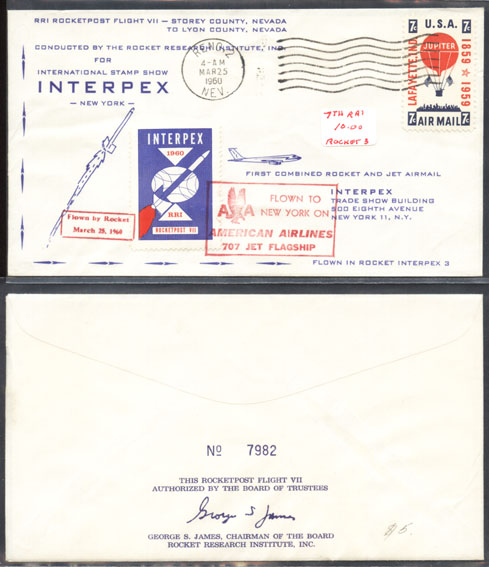 RRI ROCKETPOST FLIGHT VII — STOREY COUNTY, NEVADA
TO LYON COUNTY, NEVADA
CONDUCTED BY THE ROCKET RESEARCH INSTITUTE, INC.
FOR
INTERNATIONAL STAMP SHOW
INTERPEX
— NEW YORK —
RENO, 2
4-AM
MAR 25
1960
NEV.
7¢ U.S.A. 7¢
JUPITER
LAFAYETTE, IND.
1859 ★ 1959
7¢ AIR MAIL 7¢
7TH RRI
10.00
ROCKET 3
INTERPEX
1960
RRI
ROCKETPOST VII
FIRST COMBINED ROCKET AND JET AIRMAIL
INTERPEX
TRADE SHOW BUILDING
500 EIGHTH AVENUE
NEW YORK 11, N.Y.
Flown by Rocket
March 25, 1960
AA
FLOWN TO
NEW YORK ON
AMERICAN AIRLINES
707 JET FLAGSHIP
FLOWN IN ROCKET INTERPEX 3
No 7982
THIS ROCKETPOST FLIGHT VII
AUTHORIZED BY THE BOARD OF TRUSTEES
George S James
GEORGE S. JAMES, CHAIRMAN OF THE BOARD
ROCKET RESEARCH INSTITUTE, INC.
$5.